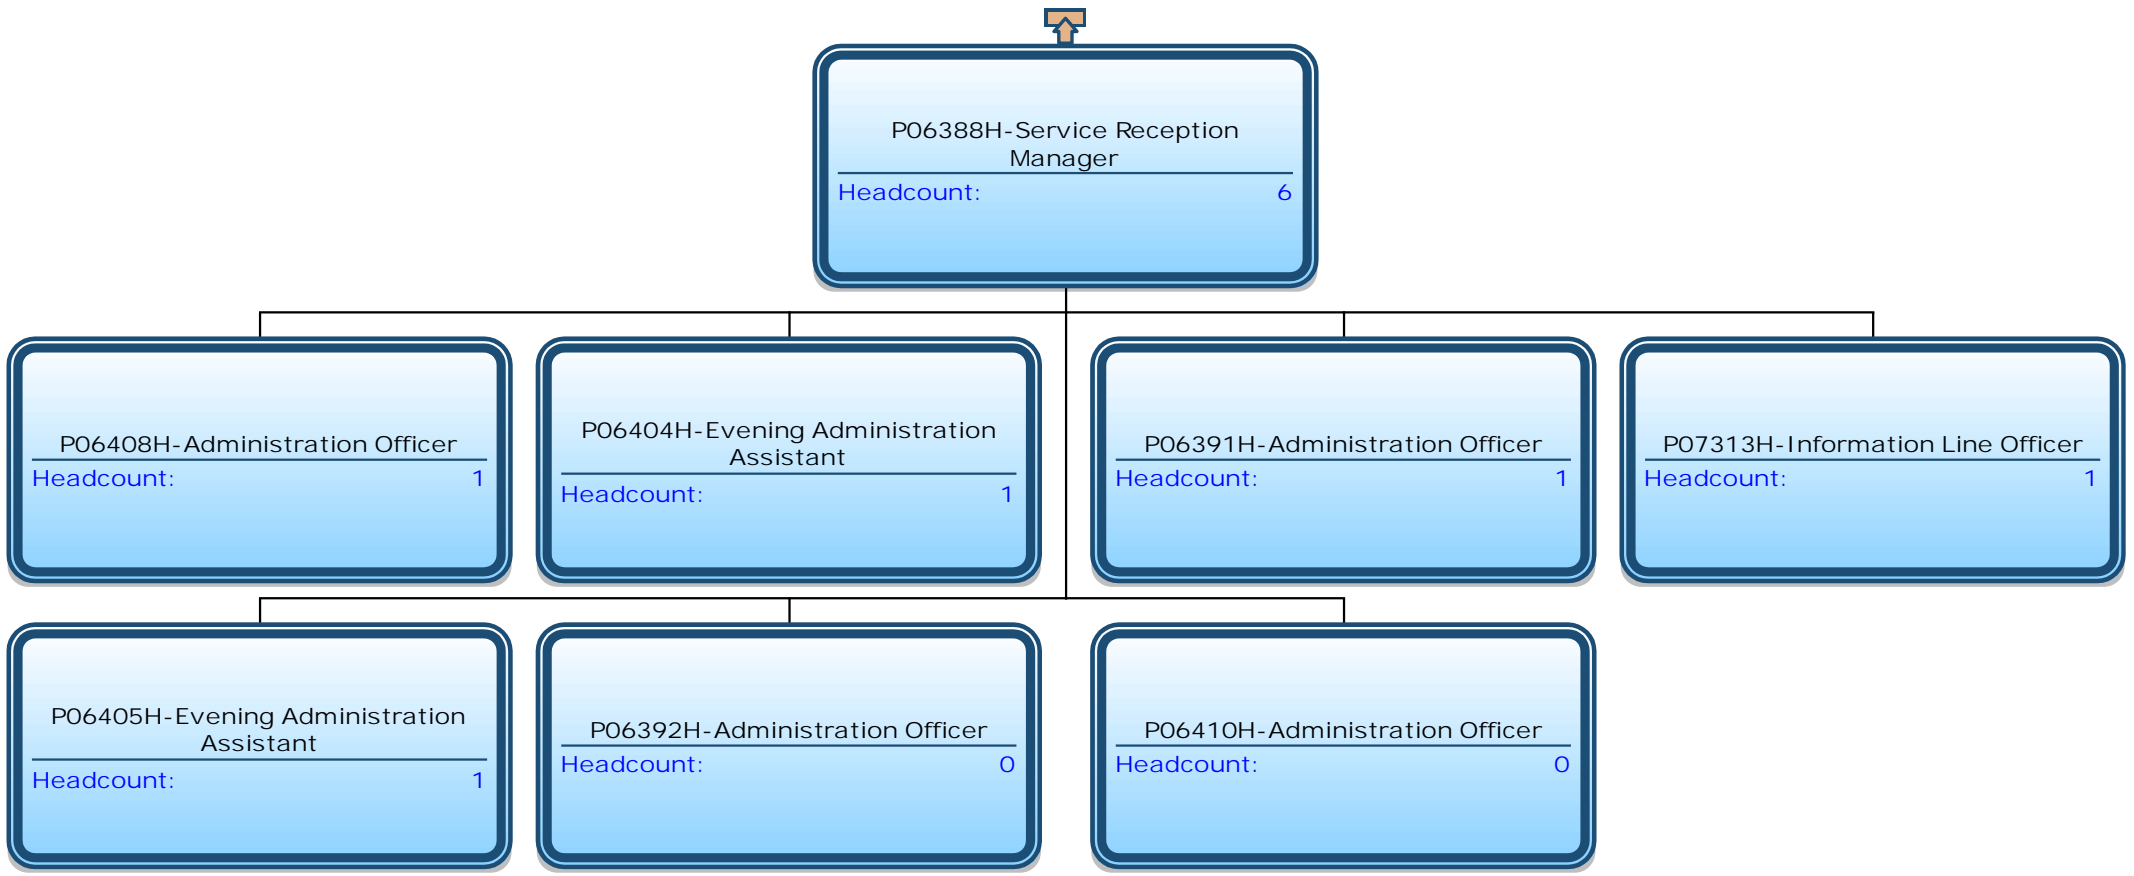 P06388H-Service Reception
Manager
Headcount: 6
P06408H-Administration Officer
Headcount: 1
P06404H-Evening Administration
Assistant
Headcount: 1
P06391H-Administration Officer
Headcount: 1
P07313H-Information Line Officer
Headcount: 1
P06405H-Evening Administration
Assistant
Headcount: 1
P06392H-Administration Officer
Headcount: 0
P06410H-Administration Officer
Headcount: 0